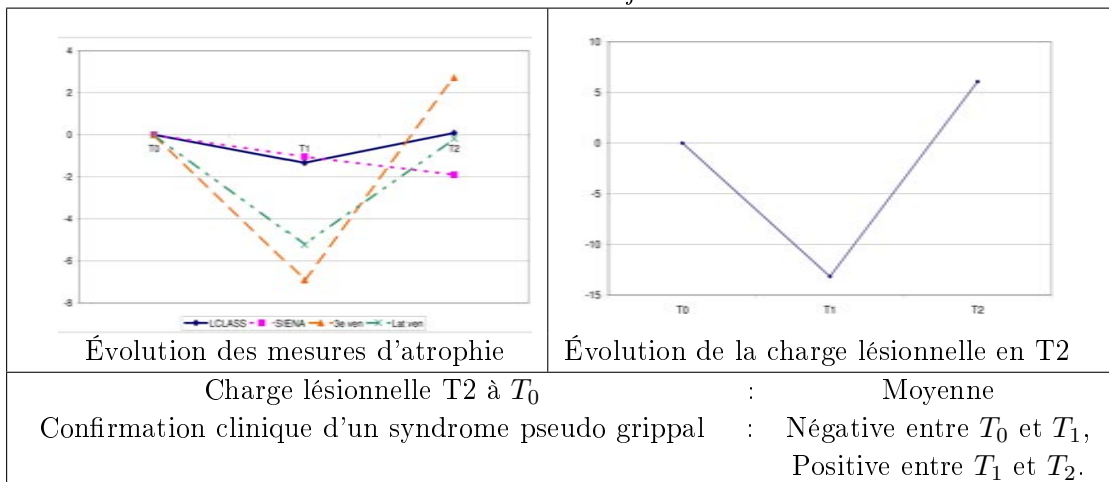 4
2
0
-2
-4
-6
-8
T0
T1
T2
LCLASS
SIENA
3e ven
Lat ven
Évolution des mesures d'atrophie
10
5
0
-5
-10
-15
T0
T1
T2
Évolution de la charge lésionnelle en T2
Charge lésionnelle T2 à T₀ : Moyenne
Confirmation clinique d'un syndrome pseudo grippal : Négative entre T₀ et T₁,
Positive entre T₁ et T₂.